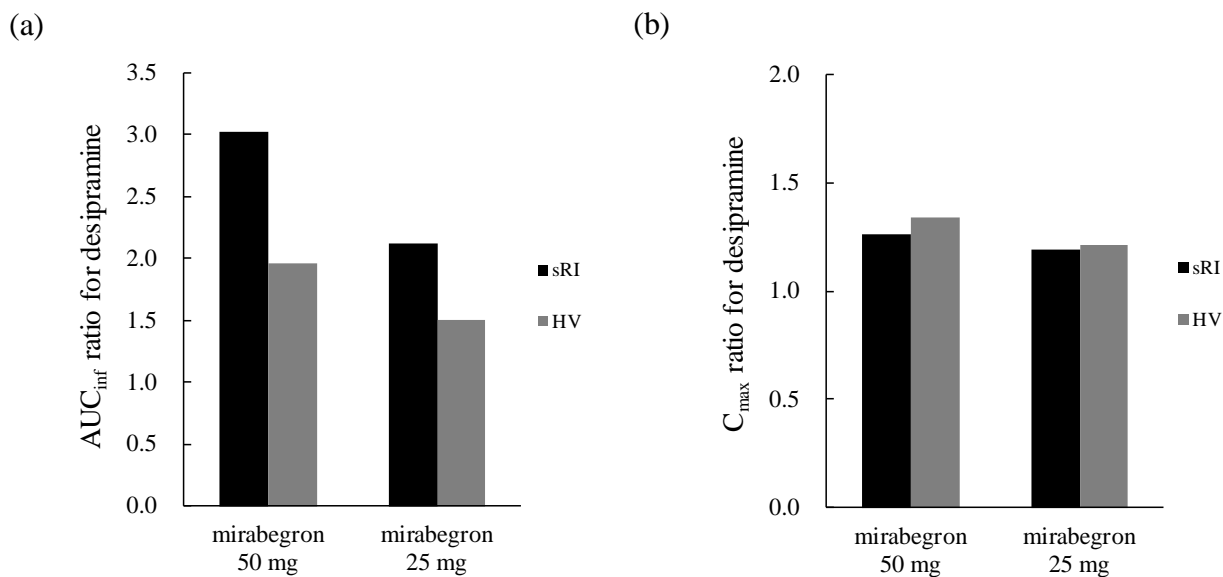 (a)
AUCinf ratio for desipramine
3.5
3.0
2.5
2.0
1.5
1.0
0.5
0.0
mirabegron
50 mg
mirabegron
25 mg
sRI
HV
(b)
Cmax ratio for desipramine
2.0
1.5
1.0
0.5
0.0
mirabegron
50 mg
mirabegron
25 mg
sRI
HV